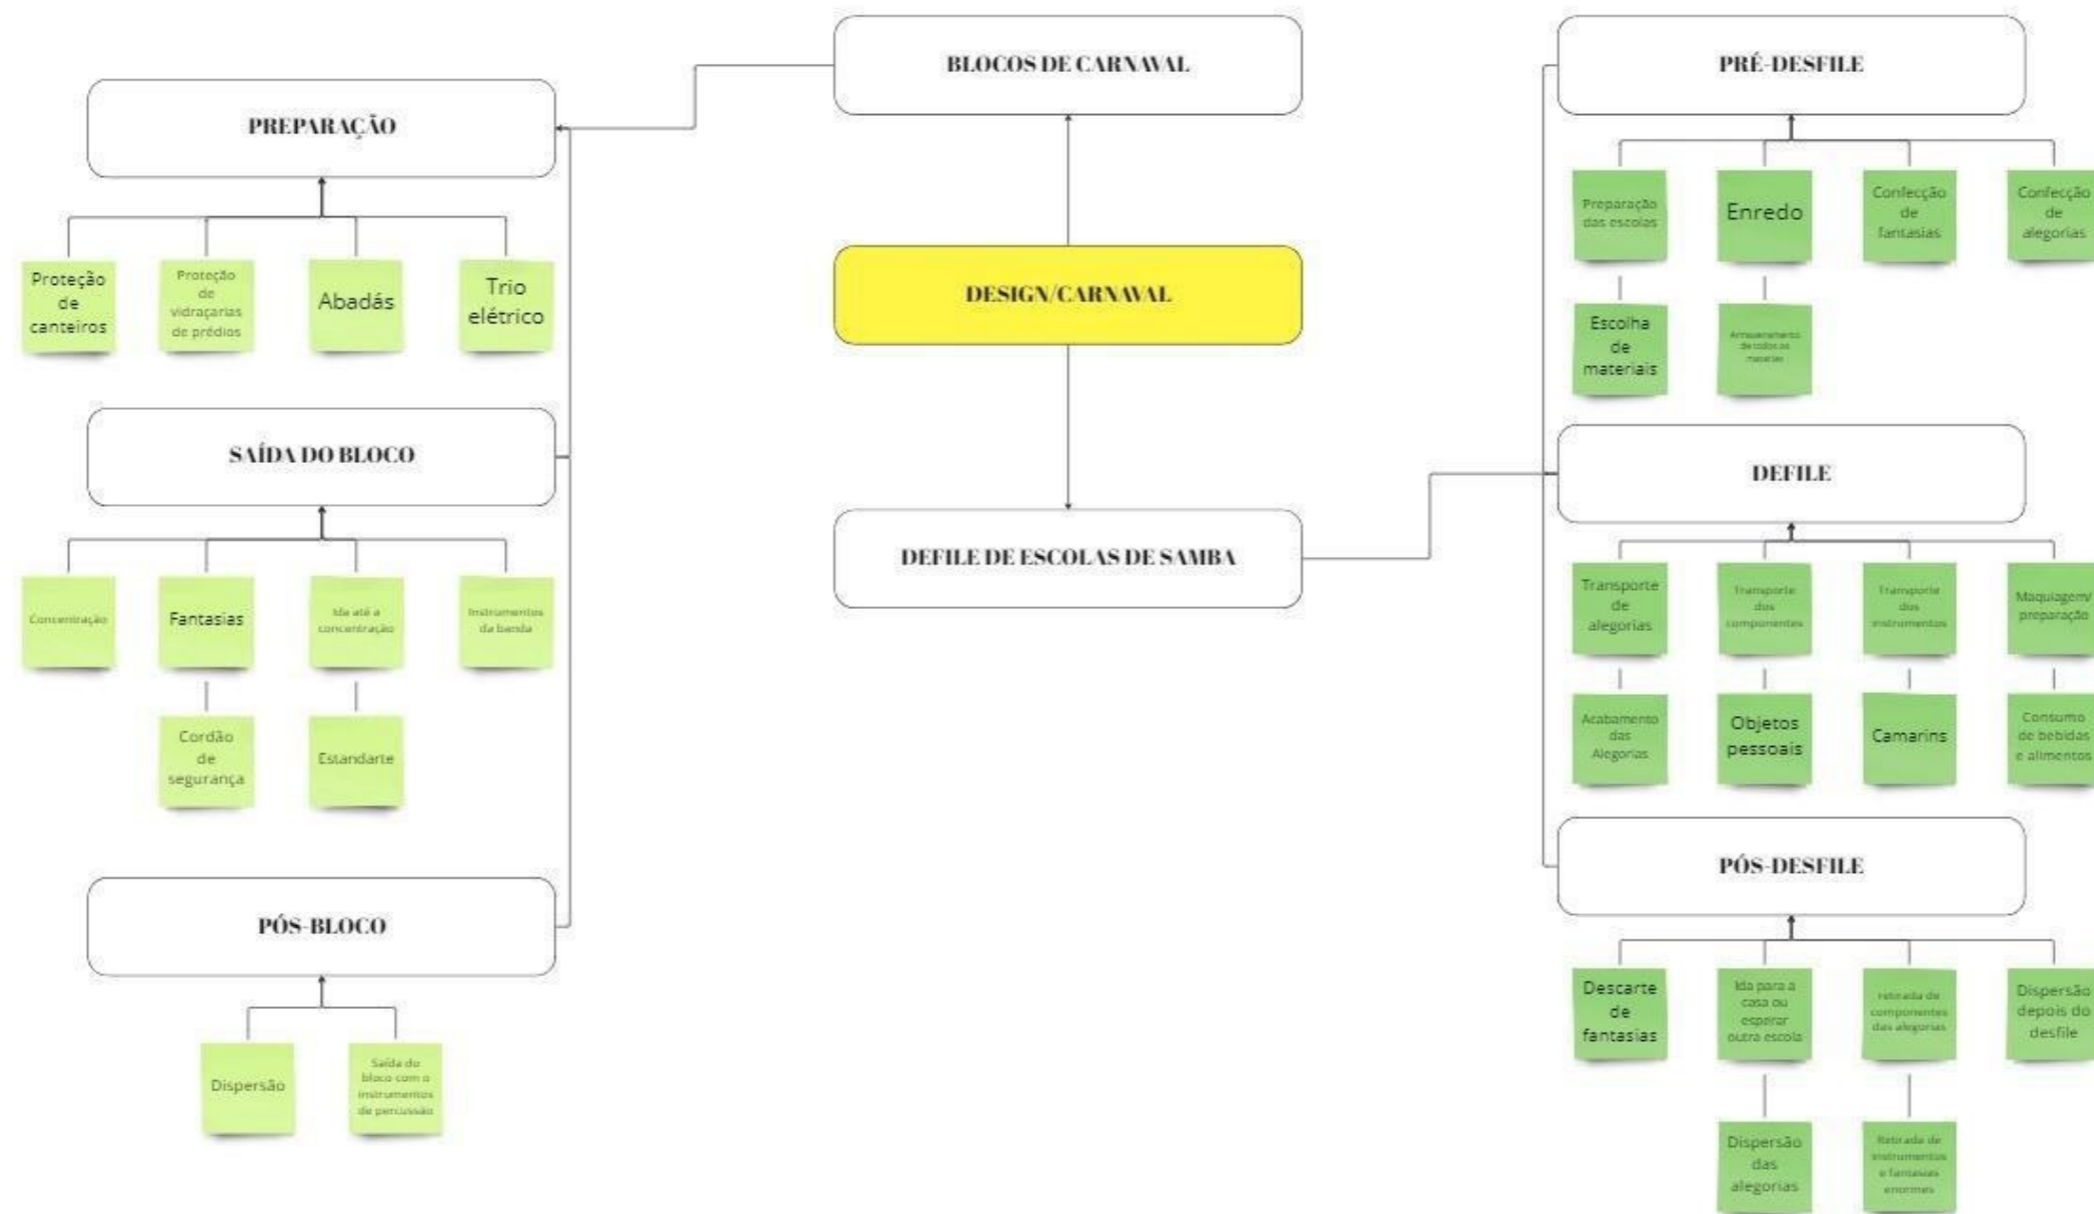 BLOCOS DE CARNAVAL
DESIGN/CARNAVAL
DEFILE DE ESCOLAS DE SAMBA
PREPARAÇÃO
Proteção
de
canteiros
Proteção
de
vidraçarias
de prédios
Abadás
Trio
elétrico
SAÍDA DO BLOCO
Concentração
Fantasias
Ida até a
concentração
Instrumentos
da banda
Cordão
de
segurança
Estandarte
PÓS-BLOCO
Dispersão
Saída do
bloco com o
instrumentos
de percussão
PRÉ-DESFILE
Preparação
das escolas
Enredo
Confecção
de
fantasias
Confecção
de
alegorias
Escolha
de
materiais
de todos os
DEFILE
Transporte
de
alegorias
Transporte
dos
componentes
Transporte
dos
instrumentos
Maquiagem/
preparação
Acabamento
das
Alegorias
Objetos
pessoais
Camarins
Consumo
de bebidas
e alimentos
PÓS-DESFILE
Descarte
de
fantasias
Ida para a
casa ou
esperar
outra escola
retirada de
componentes
das alegorias
Dispersão
depois do
desfile
Dispersão
das
alegorias
Retirada de
instrumentos
e fantasias
enormes